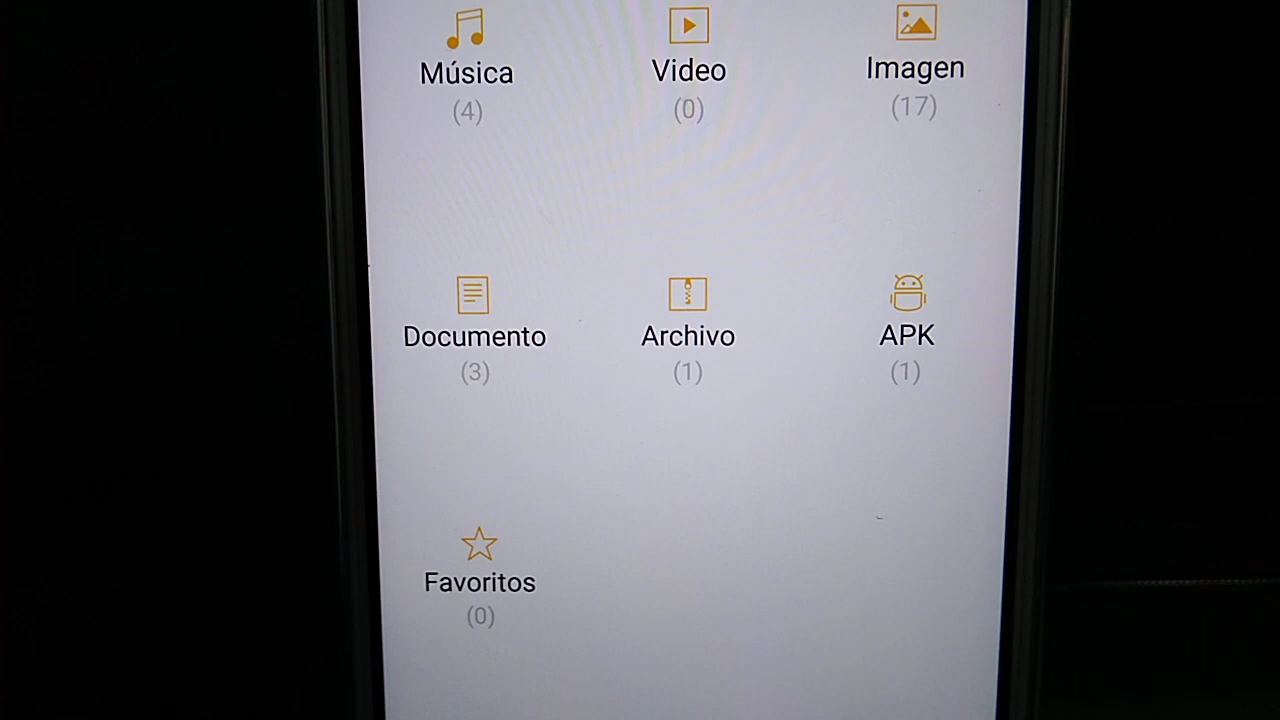 Música
(4)
Video
(0)
Imagen
(17)
Documento
(3)
Archivo
(1)
APK
(1)
Favoritos
(0)